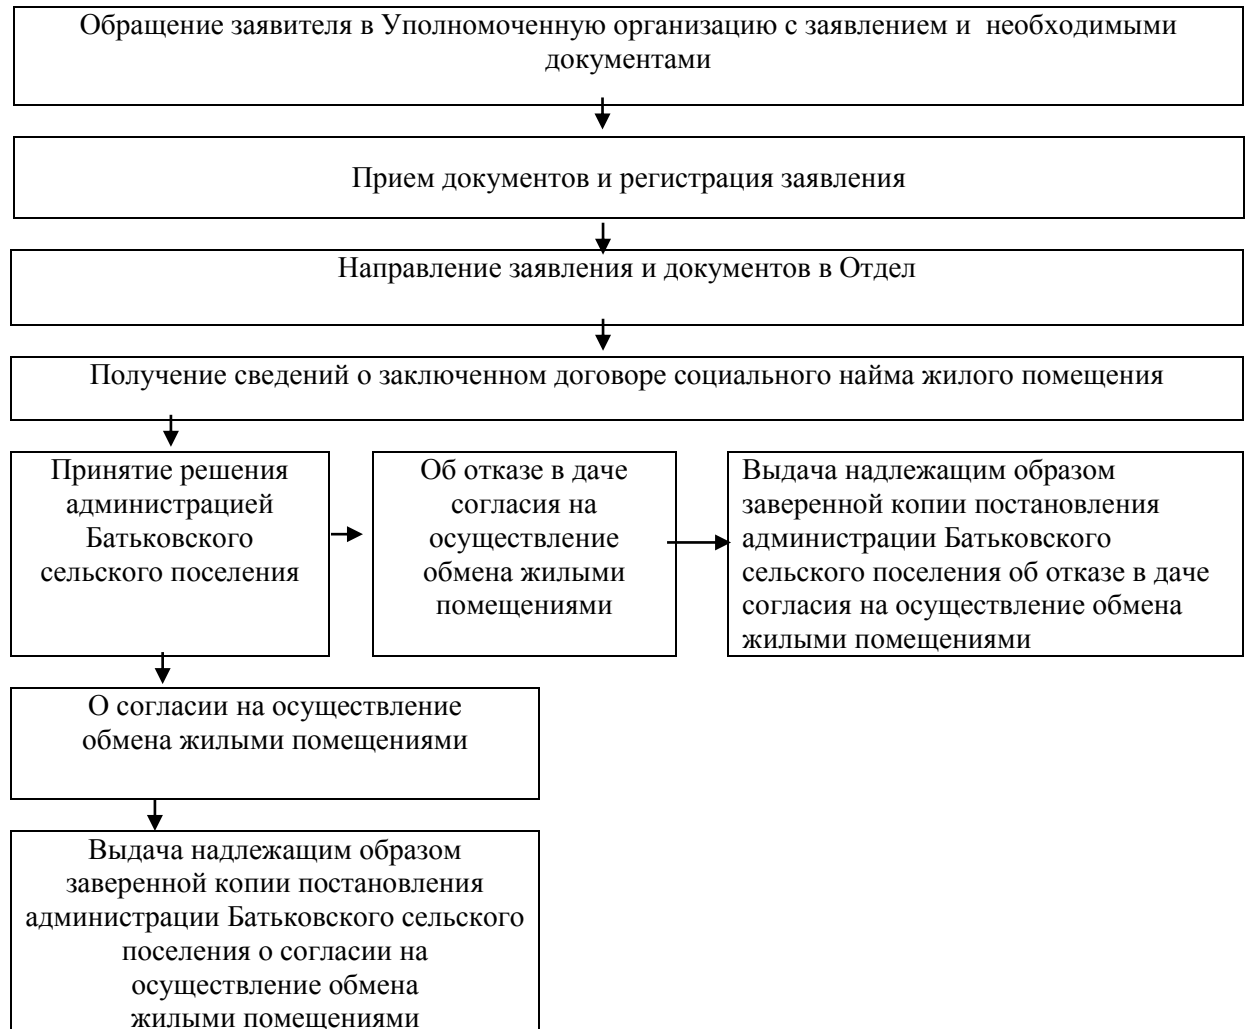 Обращение заявителя в Уполномоченную организацию с заявлением и  необходимыми
документами
Прием документов и регистрация заявления
Направление заявления и документов в Отдел
Получение сведений о заключенном договоре социального найма жилого помещения
Принятие решения
администрацией
Батьковского
сельского поселения
Об отказе в даче
согласия на
осуществление
обмена жилыми
помещениями
Выдача надлежащим образом
заверенной копии постановления
администрации Батьковского
сельского поселения об отказе в даче
согласия на осуществление обмена
жилыми помещениями
О согласии на осуществление
обмена жилыми помещениями
Выдача надлежащим образом
заверенной копии постановления
администрации Батьковского сельского
поселения о согласии на
осуществление обмена
жилыми помещениями